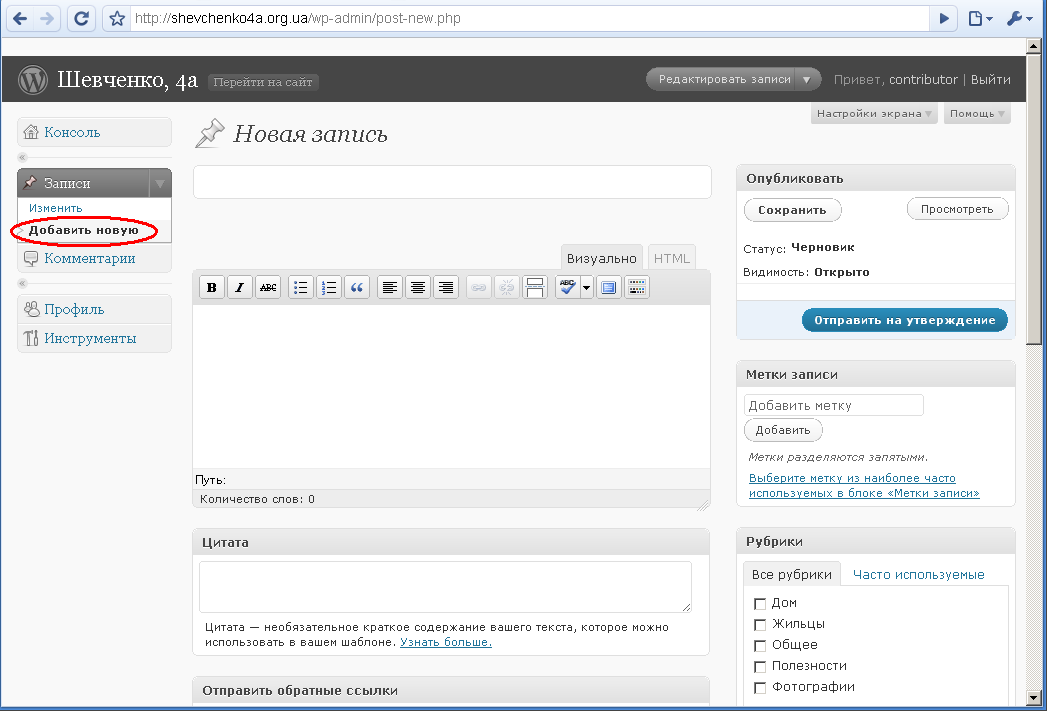 http://shevchenko4a.org.ua/wp-admin/post-new.php
Шевченко, 4а Перейти на сайт
Редактировать записи
Привет, contributor | Выйти
Настройки экрана
Помощь
Консоль
Записи
Изменить
Добавить новую
Комментарии
Профиль
Инструменты
Новая запись
Визуально
HTML
B I ABC
ABC
Путь:
Количество слов: 0
Цитата
Цитата — необязательное краткое содержание вашего текста, которое можно
использовать в вашем шаблоне. Узнать больше.
Отправить обратные ссылки
Опубликовать
Сохранить
Просмотреть
Статус: Черновик
Видимость: Открыто
Отправить на утверждение
Метки записи
Добавить метку
Добавить
Метки разделяются запятыми.
Выберите метку из наиболее часто
используемых в блоке «Метки записи»
Рубрики
Все рубрики
Часто используемые
Дом
Жильцы
Общее
Полезности
Фотографии